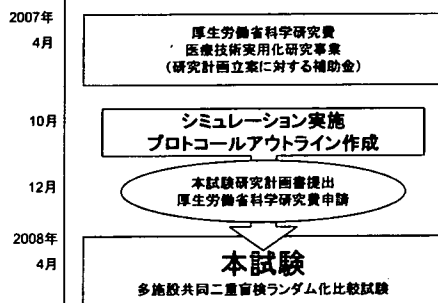 2007年
4月
厚生労働省科学研究費
医療技術実用化研究事業
(研究計画立案に対する補助金)
10月
シミュレーション実施
プロトコールアウトライン作成
12月
本試験研究計画書提出
厚生労働省科学研究費申請
2008年
4月
本試験
多施設共同二重盲検ランダム化比較試験